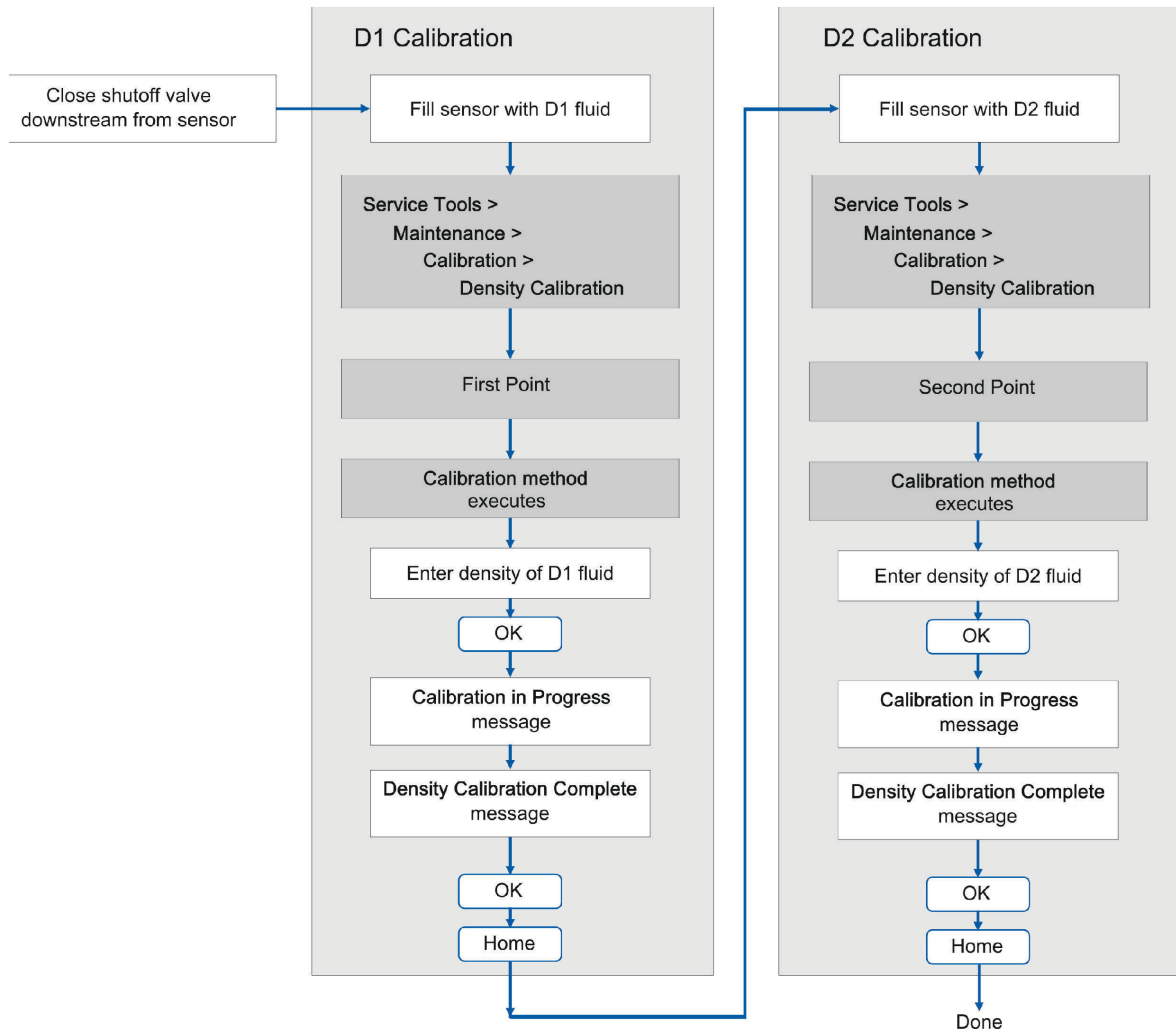 Close shutoff valve
downstream from sensor
D1 Calibration
Fill sensor with D1 fluid
Service Tools >
Maintenance >
Calibration >
Density Calibration
First Point
Calibration method
executes
Enter density of D1 fluid
OK
Calibration in Progress
message
Density Calibration Complete
message
OK
Home
D2 Calibration
Fill sensor with D2 fluid
Service Tools >
Maintenance >
Calibration >
Density Calibration
Second Point
Calibration method
executes
Enter density of D2 fluid
OK
Calibration in Progress
message
Density Calibration Complete
message
OK
Home
Done